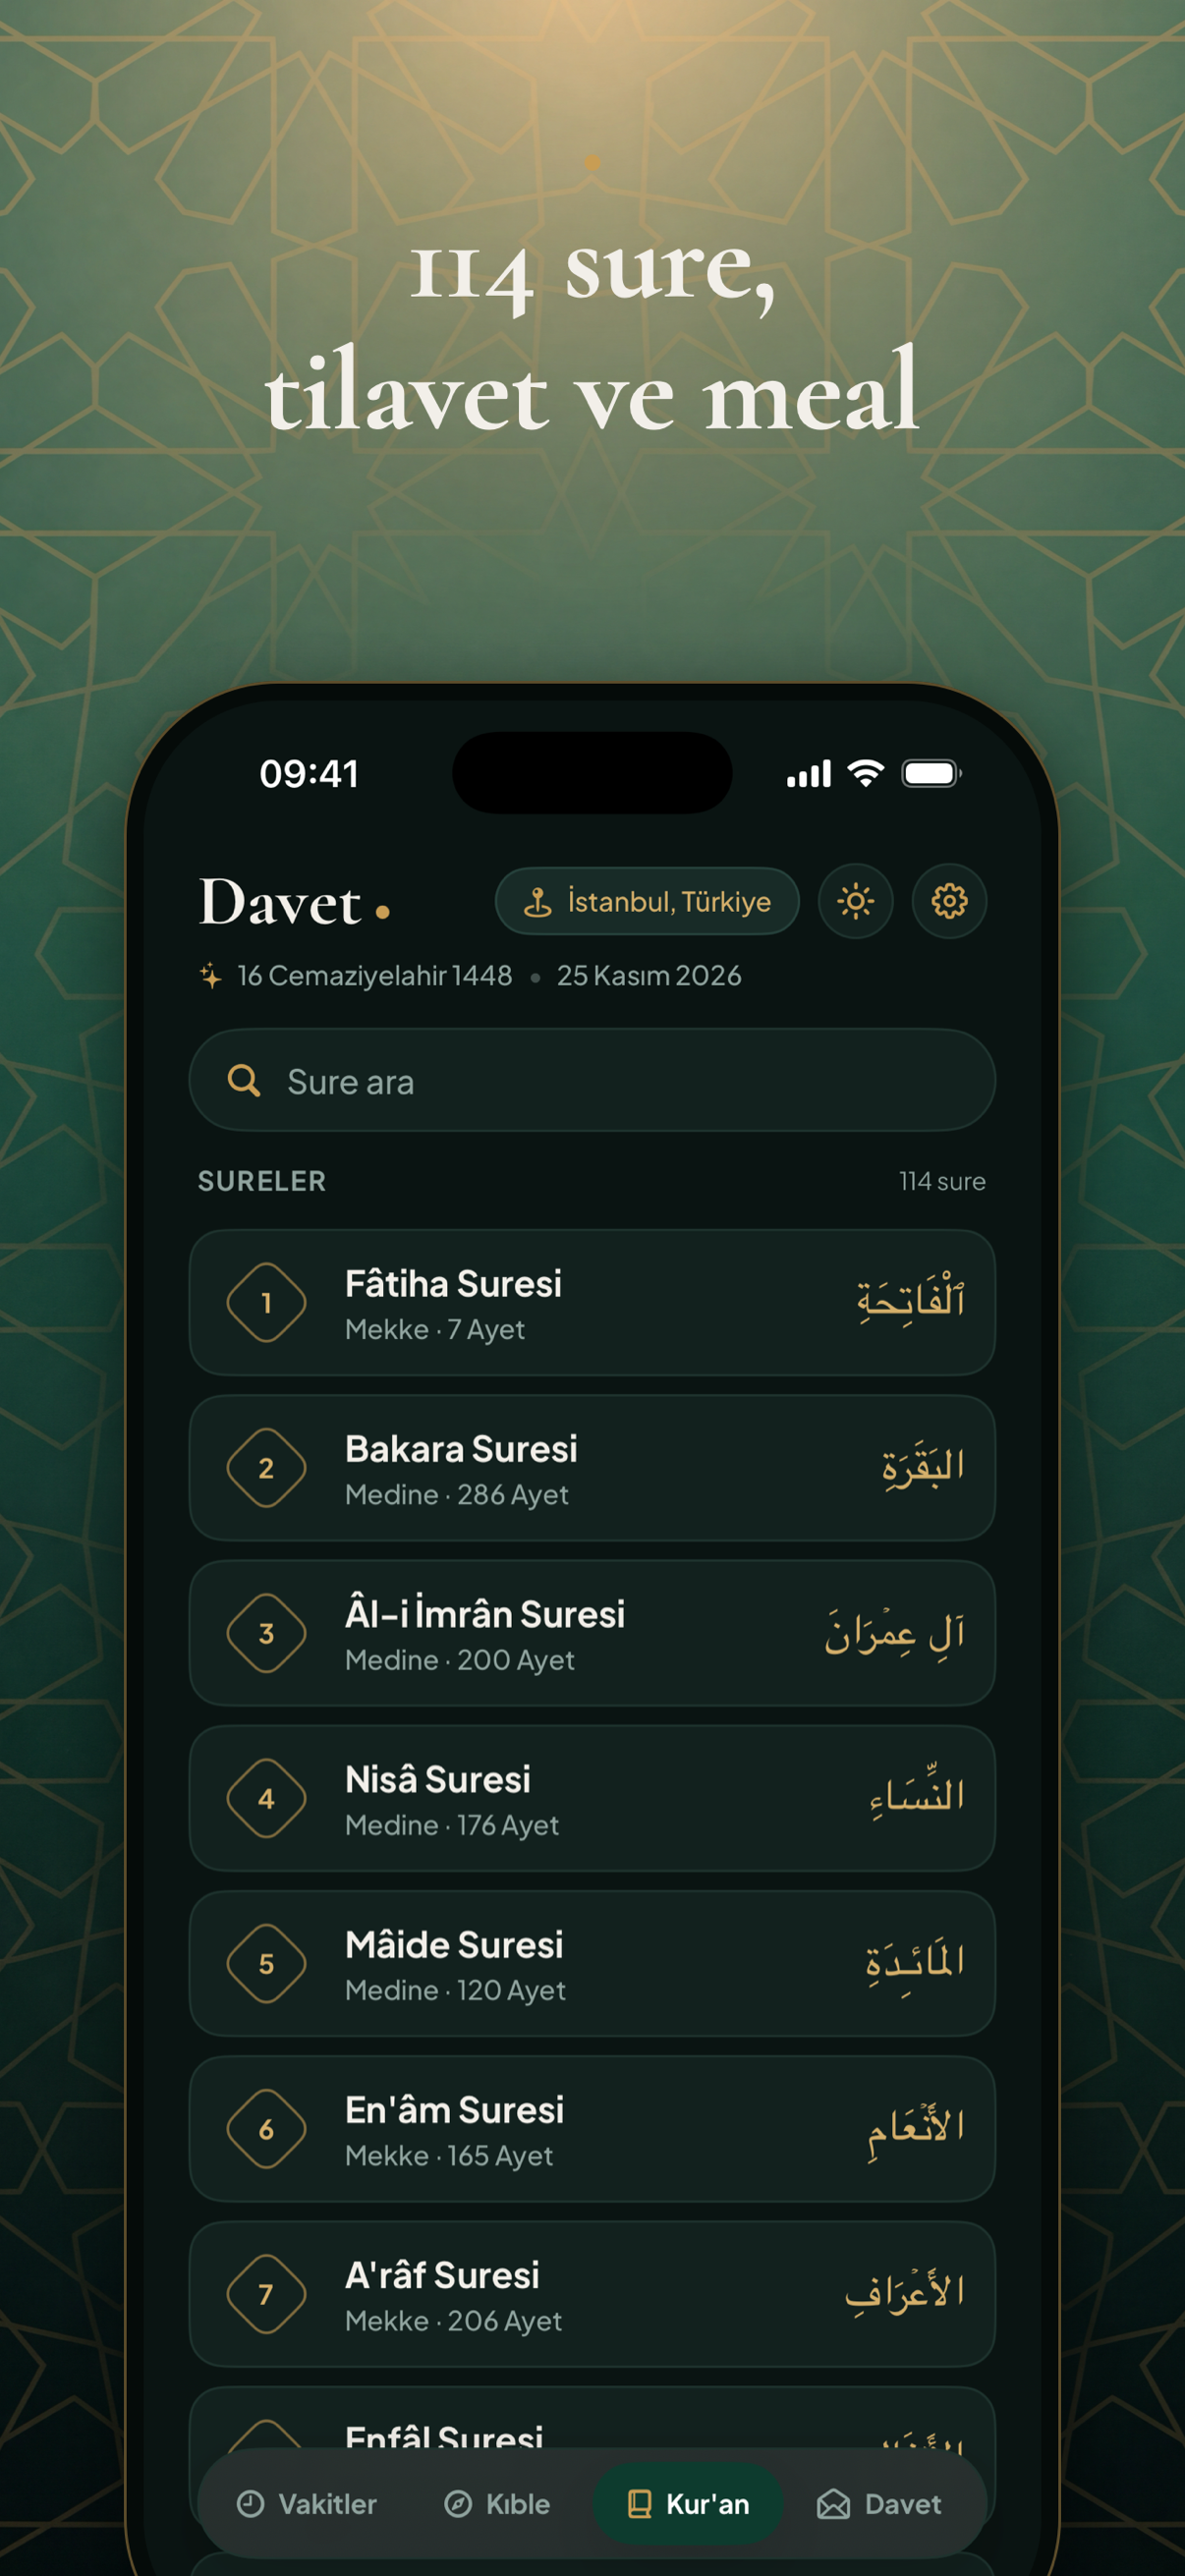 114 sure,
tilavet ve meal
09:41
Davet
İstanbul, Türkiye
16 Cemaziyelahir 1448 • 25 Kasım 2026
Sure ara
SURELER
114 sure
1
Fâtiha Suresi
Mekke · 7 Ayet
ٱلْفَاتِحَةِ
2
Bakara Suresi
Medine · 286 Ayet
البَقَرَةِ
3
Âl-i İmrân Suresi
Medine · 200 Ayet
آلِ عِمۡرَانَ
4
Nisâ Suresi
Medine · 176 Ayet
النِّسَاءِ
5
Mâide Suresi
Medine · 120 Ayet
المَائـِدَةِ
6
En'âm Suresi
Mekke · 165 Ayet
الأَنۡعَامِ
7
A'râf Suresi
Mekke · 206 Ayet
الأَعۡرَافِ
Enfâl Suresi
Vakitler
Kıble
Kur'an
Davet